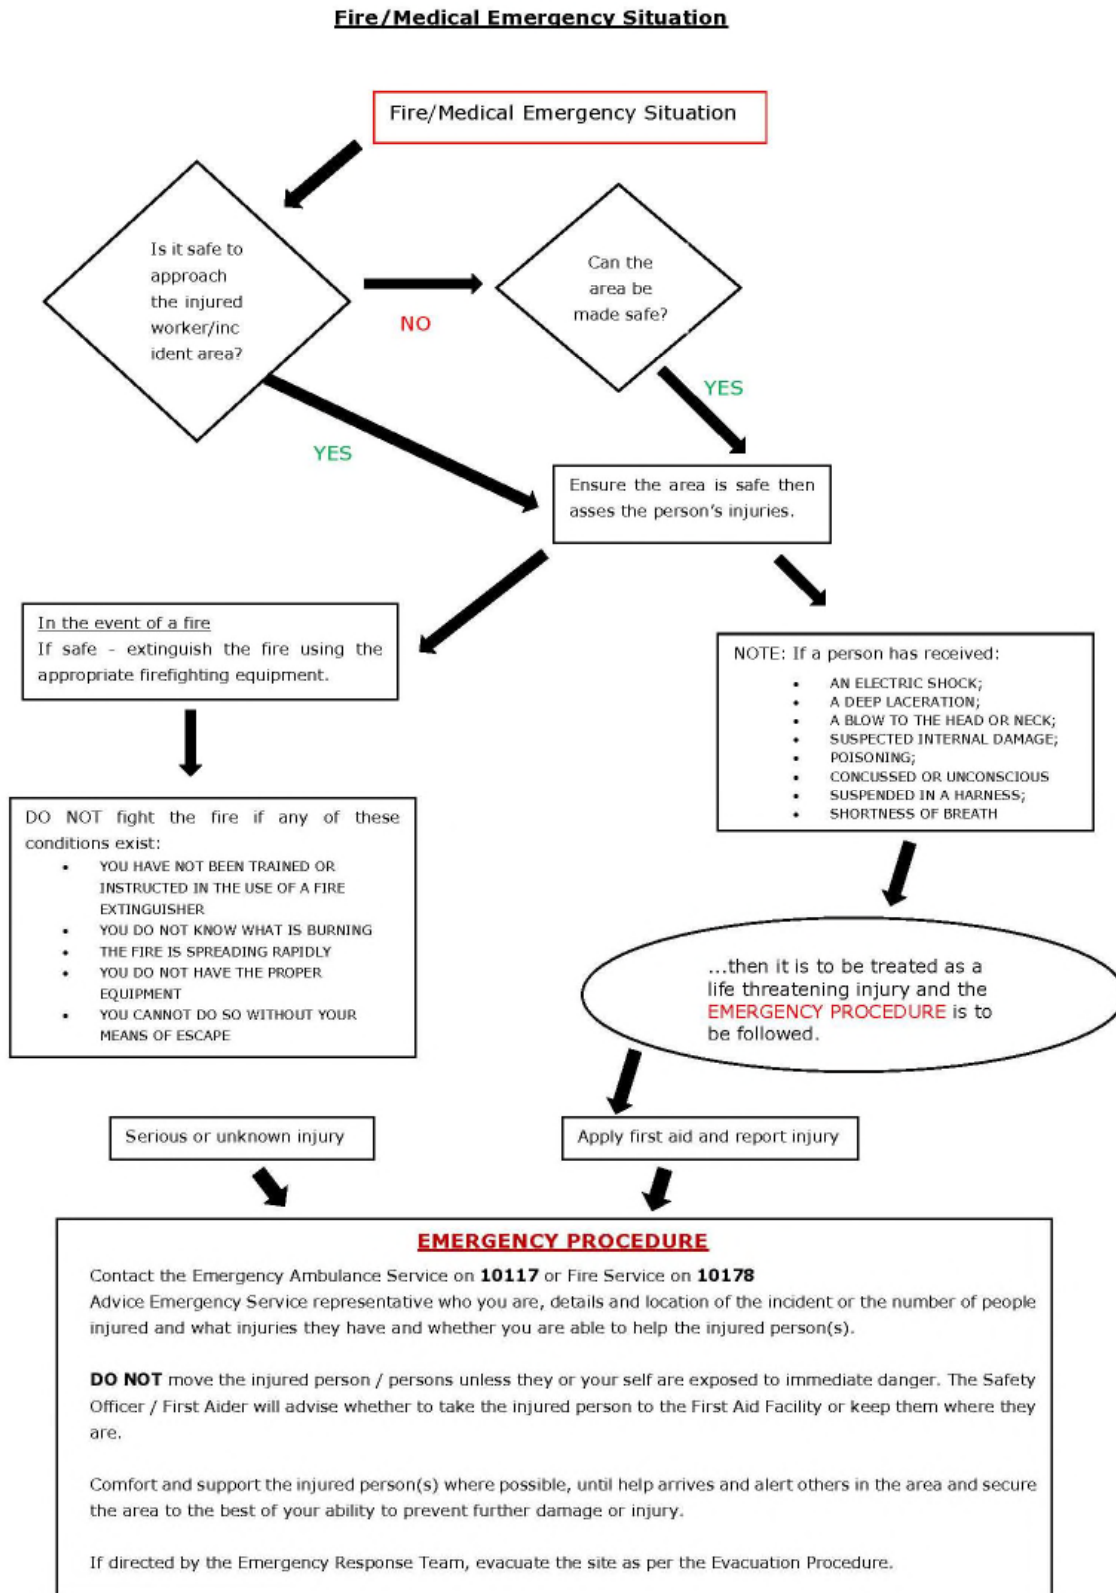 Fire/Medical Emergency Situation
Fire/Medical Emergency Situation
Is it safe to
approach
the injured
worker/inc
ident area?
NO
Can the
area be
made safe?
YES
YES
Ensure the area is safe then
asses the person's injuries.
In the event of a fire
If safe - extinguish the fire using the
appropriate firefighting equipment.
NOTE: If a person has received:
• AN ELECTRIC SHOCK;
• A DEEP LACERATION;
• A BLOW TO THE HEAD OR NECK;
• SUSPECTED INTERNAL DAMAGE;
• POISONING;
• CONCUSSED OR UNCONSCIOUS
• SUSPENDED IN A HARNESS;
• SHORTNESS OF BREATH
DO NOT fight the fire if any of these
conditions exist:
• YOU HAVE NOT BEEN TRAINED OR
INSTRUCTED IN THE USE OF A FIRE
EXTINGUISHER
• YOU DO NOT KNOW WHAT IS BURNING
• THE FIRE IS SPREADING RAPIDLY
• YOU DO NOT HAVE THE PROPER
EQUIPMENT
• YOU CANNOT DO SO WITHOUT YOUR
MEANS OF ESCAPE
...then it is to be treated as a
life threatening injury and the
EMERGENCY PROCEDURE is to
be followed.
Serious or unknown injury
Apply first aid and report injury
EMERGENCY PROCEDURE
Contact the Emergency Ambulance Service on 10117 or Fire Service on 10178
Advice Emergency Service representative who you are, details and location of the incident or the number of people
injured and what injuries they have and whether you are able to help the injured person(s).
DO NOT move the injured person / persons unless they or your self are exposed to immediate danger. The Safety
Officer / First Aider will advise whether to take the injured person to the First Aid Facility or keep them where they
are.
Comfort and support the injured person(s) where possible, until help arrives and alert others in the area and secure
the area to the best of your ability to prevent further damage or injury.
If directed by the Emergency Response Team, evacuate the site as per the Evacuation Procedure.